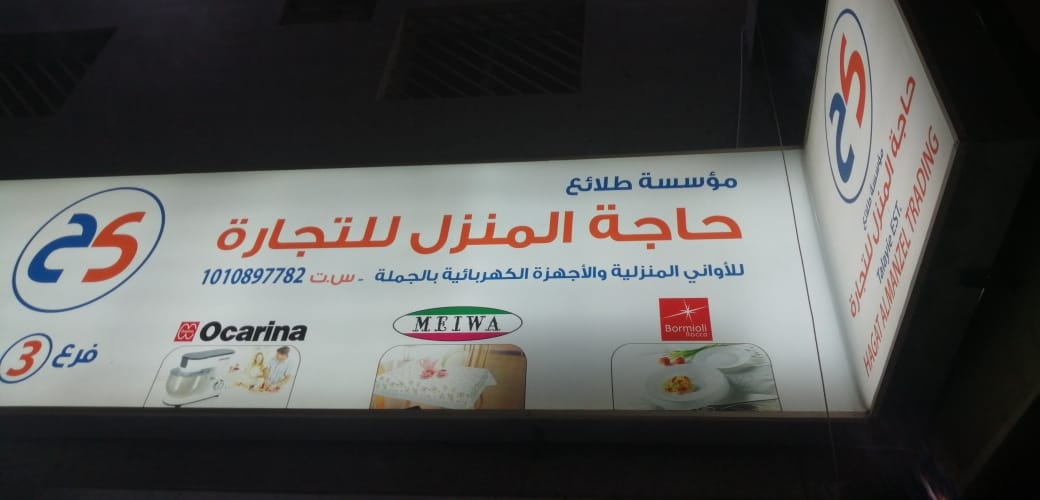 مؤسسة طلائع
حاجة المنزل للتجارة
للأواني المنزلية والأجهزة الكهربائية بالجملة - س.ت 1010897782
Ocarina
MEIWA
Bormioli
Rocco
فرع 3
مؤسسة طلائع
حاجة المنزل للتجارة
Talayie EST.
HAGAT ALMANZEL TRADING